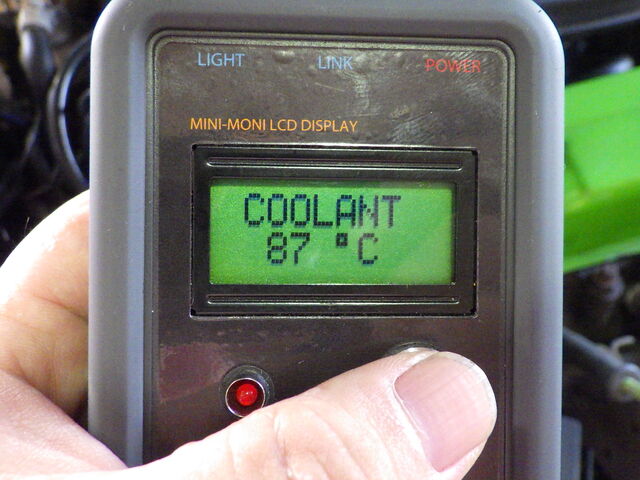 LIGHT LINK POWER
MINI-MONI LCD DISPLAY
COOLANT
87 °C